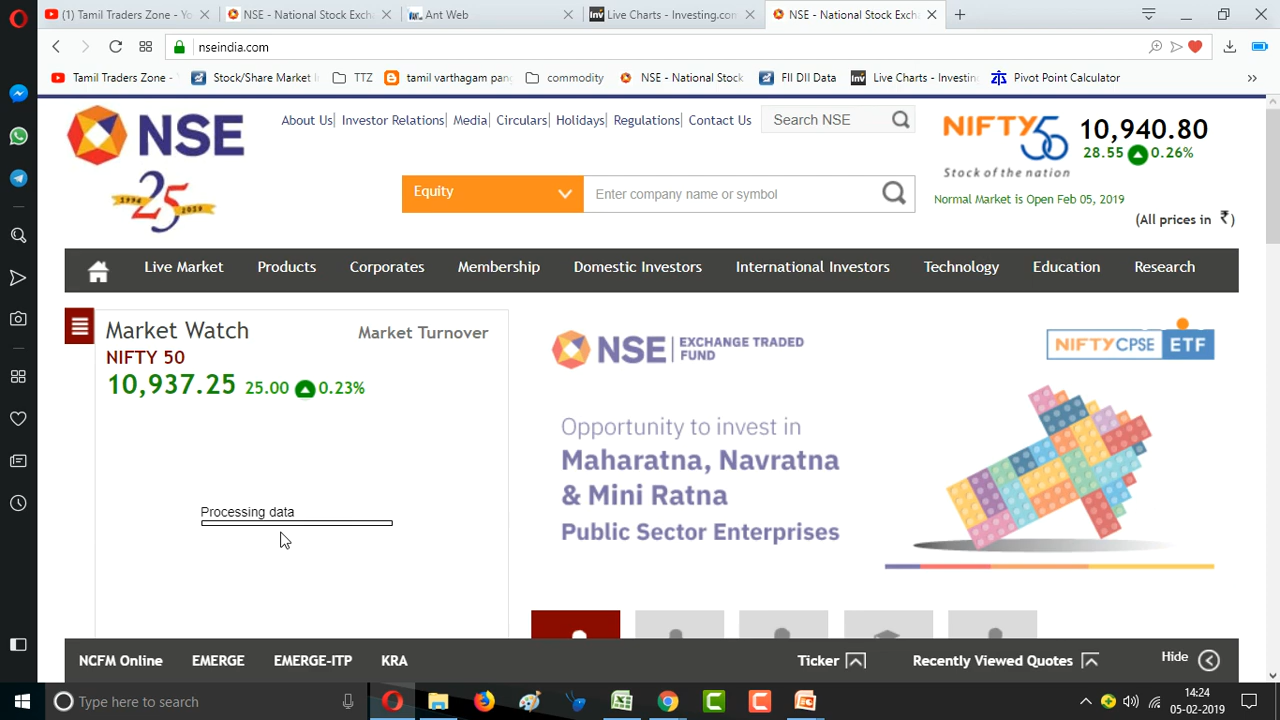 (1) Tamil Traders Zone - Yo
NSE - National Stock Exch
Ant Web
Live Charts - Investing.com
NSE - National Stock Exch
nseindia.com
Tamil Traders Zone -
Stock/Share Market I
TTZ
tamil varthagam pan
commodity
NSE - National Stock
FII DII Data
Live Charts - Investin
Pivot Point Calculator
NSE
1994 25 2019
About Us| Investor Relations| Media| Circulars| Holidays| Regulations| Contact Us
Search NSE
Equity
Enter company name or symbol
NIFTY 50
Stock of the nation
10,940.80
28.55 0.26%
Normal Market is Open Feb 05, 2019
(All prices in ₹)
Live Market Products Corporates Membership Domestic Investors International Investors Technology Education Research
Market Watch
Market Turnover
NIFTY 50
10,937.25 25.00 0.23%
Processing data
NSE EXCHANGE TRADED FUND
NIFTY CPSE ETF
Opportunity to invest in
Maharatna, Navratna
& Mini Ratna
Public Sector Enterprises
NCFM Online EMERGE EMERGE-ITP KRA
Ticker
Recently Viewed Quotes
Hide
Type here to search
14:24
05-02-2019